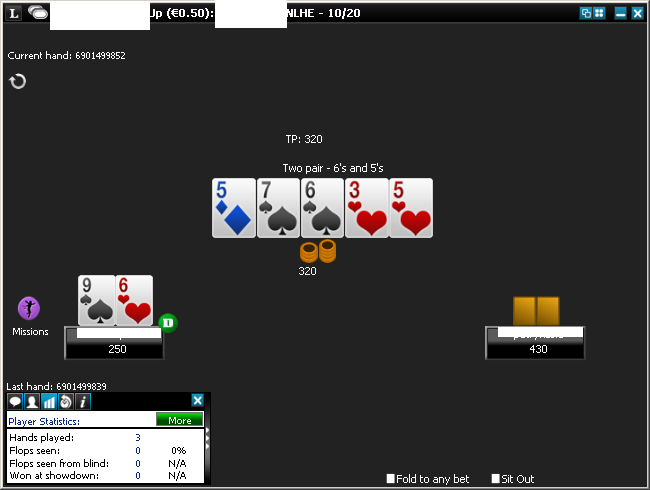 L Up (€0.50): NLHE - 10/20
Current hand: 6901499852
TP: 320
Two pair - 6's and 5's
5 7 6 3 5
320
9 6
D
Missions
250
430
Last hand: 6901499839
i
Player Statistics: More
Hands played: 3
Flops seen: 0 0%
Flops seen from blind: 0 N/A
Won at showdown: 0 N/A
Fold to any bet Sit Out